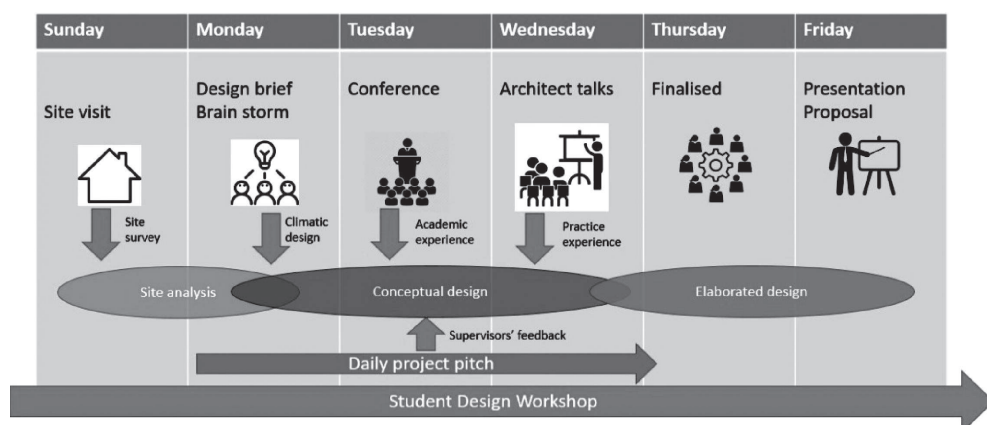 Sunday
Monday
Tuesday
Wednesday
Thursday
Friday
Site visit
Design brief
Brain storm
Conference
Architect talks
Finalised
Presentation
Proposal
Site
survey
Climatic
design
Academic
experience
Practice
experience
Site analysis
Conceptual design
Elaborated design
Supervisors' feedback
Daily project pitch
Student Design Workshop